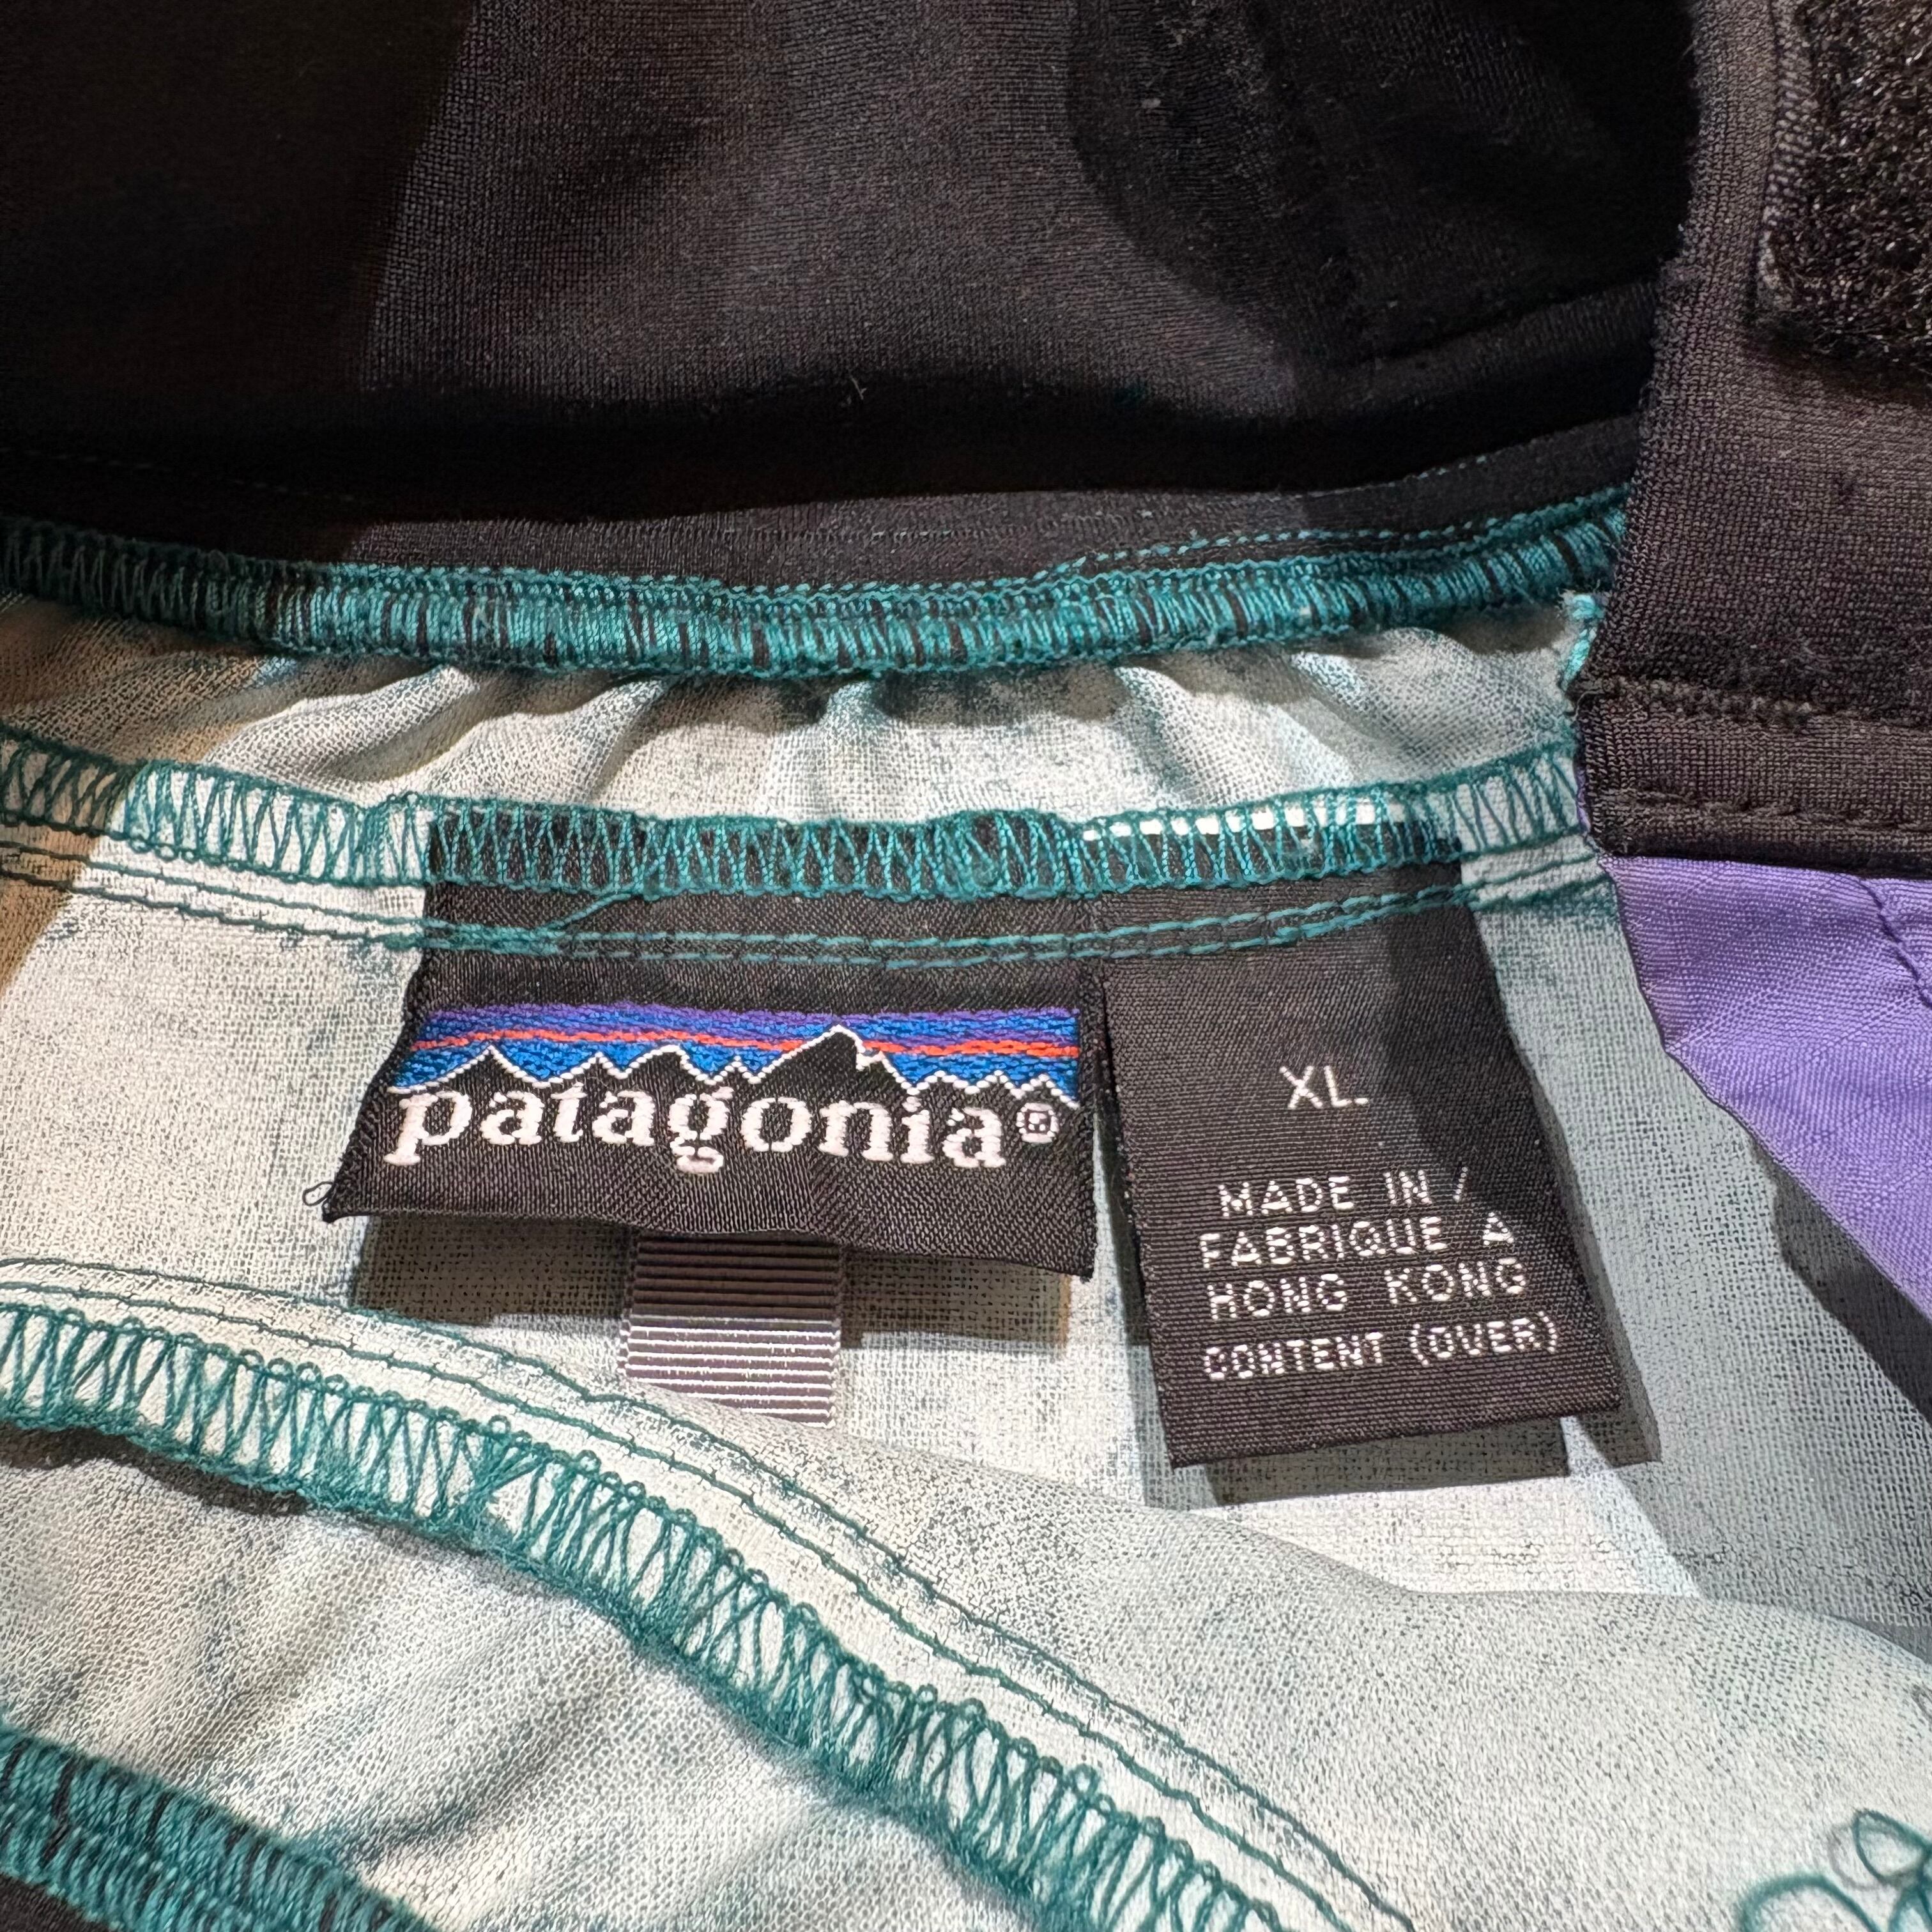 patagonia®
XL.
MADE IN /
FABRIQUE A
HONG KONG
CONTENT (OVER)